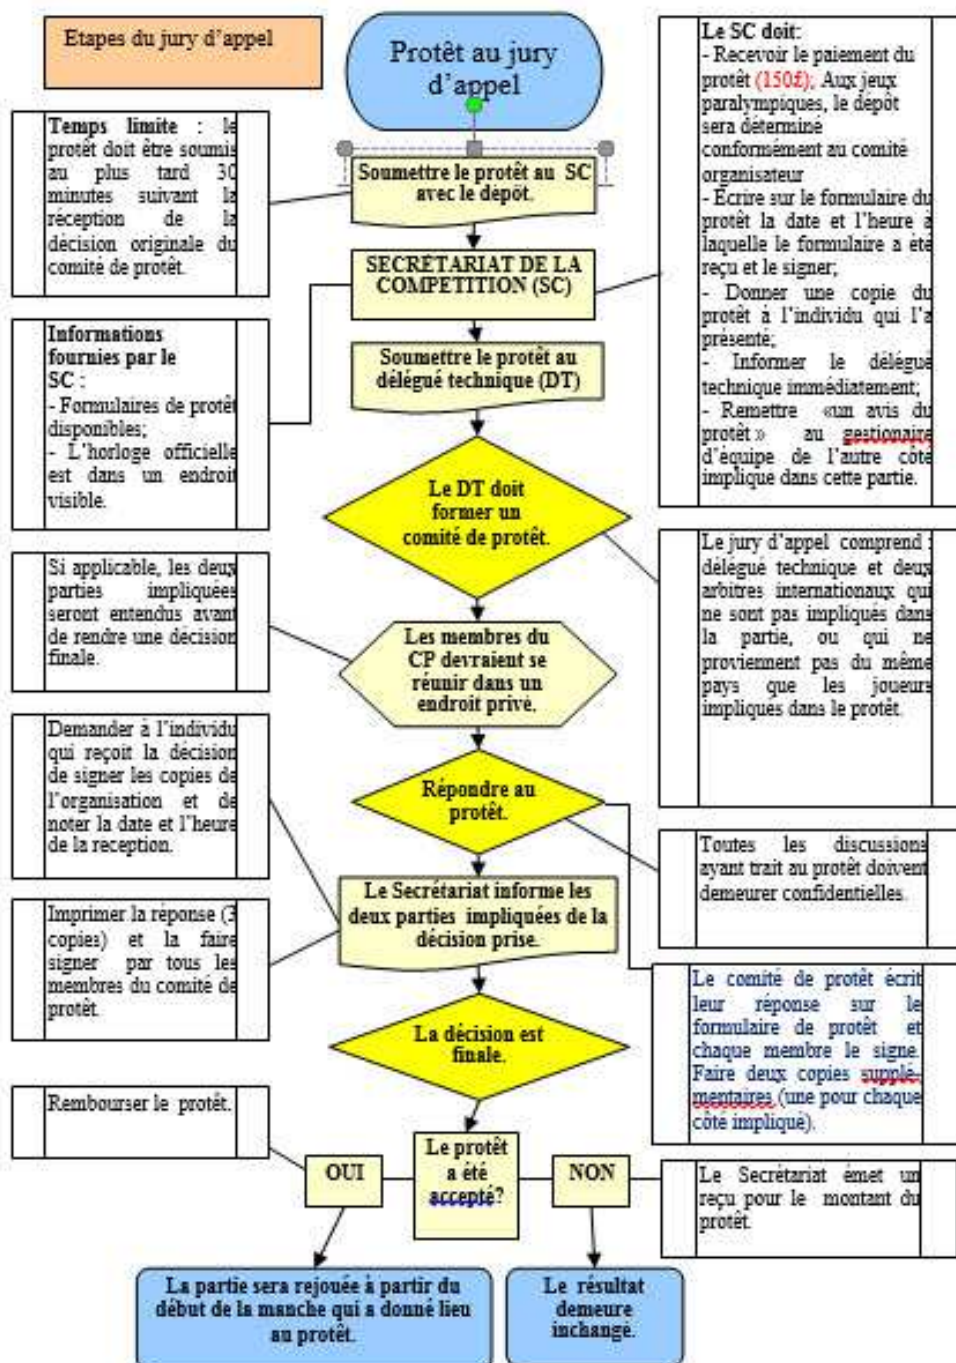 Etapes du jury d'appel
Protêt au jury
d'appel
Temps limite : le
protêt doit être soumis
au plus tard 30
minutes suivant la
réception de la
décision originale du
comité de protêt.
Soumettre le protêt au SC
avec le dépôt.
SECRÉTARIAT DE LA
COMPÉTITION (SC)
Informations
fournies par le
SC :
- Formulaires de protêt
disponibles;
- L'horloge officielle
est dans un endroit
visible.
Le SC doit:
- Recevoir le paiement du
protêt (150£); Aux jeux
paralympiques, le dépôt
sera déterminé
conformément au comité
organisateur
- Écrire sur le formulaire du
protêt la date et l'heure à
laquelle le formulaire a été
reçu et le signer;
- Donner une copie du
protêt à l'individu qui l'a
présenté;
- Informer le délégué
technique immédiatement;
- Remettre «un avis du
protêt » au gestionaire
d'équipe de l'autre côté
impliqué dans cette partie.
Soumettre le protêt au
délégué technique (DT)
Le DT doit
former un
comité de protêt.
Le jury d'appel comprend :
délégué technique et deux
arbitres internationaux qui
ne sont pas impliqués dans
la partie, ou qui ne
proviennent pas du même
pays que les joueurs
impliqués dans le protêt.
Si applicable, les deux
parties impliquées
seront entendus avant
de rendre une décision
finale.
Les membres du
CP devraient se
réunir dans un
endroit privé.
Répondre au
protêt.
Toutes les discussions
ayant trait au protêt doivent
demeurer confidentielles.
Le comité de protêt écrit
leur réponse sur le
formulaire de protêt et
chaque membre le signe.
Faire deux copies supplé-
mentaires (une pour chaque
côté impliqué).
Demander à l'individu
qui reçoit la décision
de signer les copies de
l'organisation et de
noter la date et l'heure
de la réception.
Imprimer la réponse (3
copies) et la faire
signer par tous les
membres du comité de
protêt.
Le Secrétariat informe les
deux parties impliquées de la
décision prise.
La décision est
finale.
Le protêt
a été
accepté?
OUI
NON
Rembourser le protêt.
Le Secrétariat émet un
reçu pour le montant du
protêt.
La partie sera rejouée à partir du
début de la manche qui a donné lieu
au protêt.
Le résultat
demeure
inchangé.